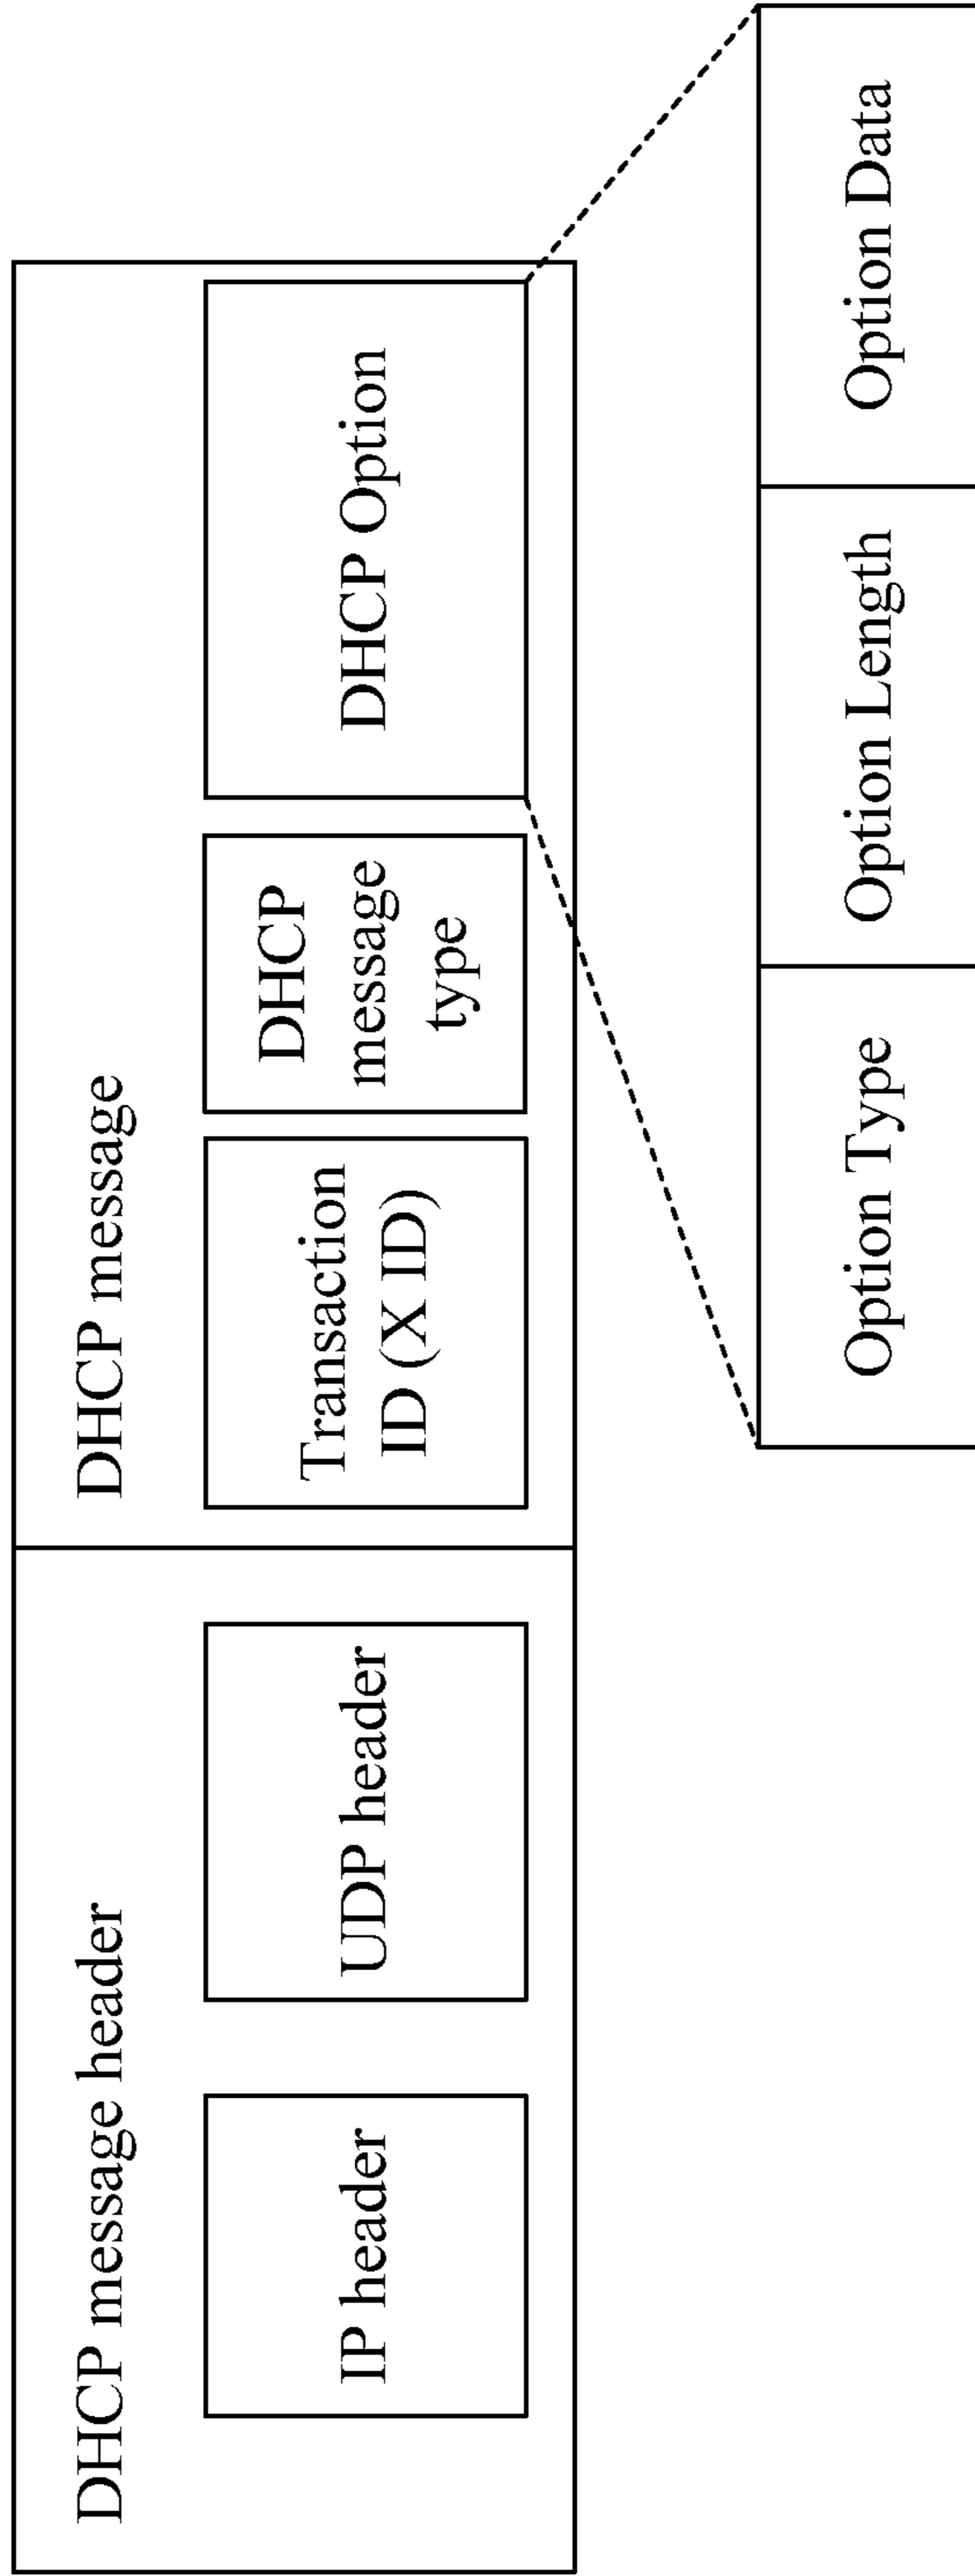 DHCP message header
DHCP message
IP header
UDP header
Transaction
ID (X ID)
DHCP
message
type
DHCP Option
Option Type
Option Length
Option Data